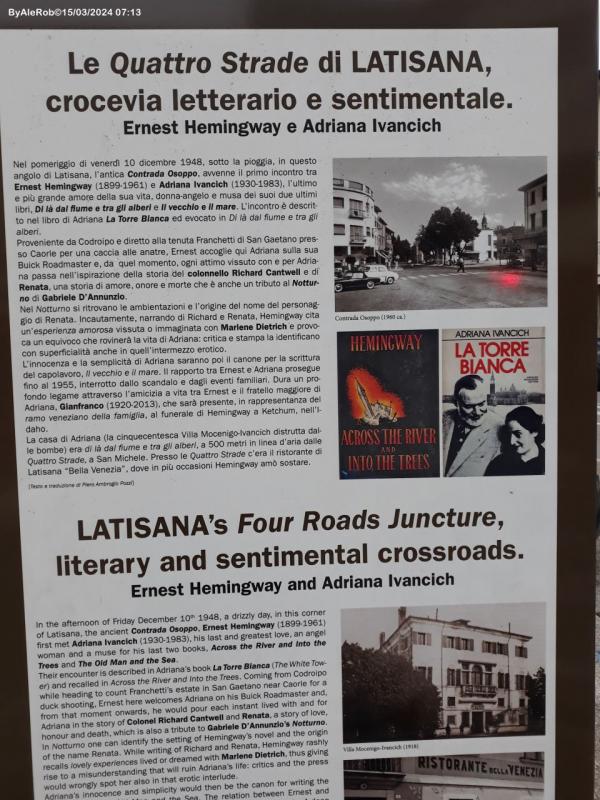 ByAleRob©15/03/2024 07:13
Le Quattro Strade di LATISANA,
crocevia letterario e sentimentale.
Ernest Hemingway e Adriana Ivancich
Nel pomeriggio di venerdì 10 dicembre 1948, sotto la pioggia, in questo
angolo di Latisana, l'antica Contrada Osoppo, avvenne il primo incontro tra
Ernest Hemingway (1899-1961) e Adriana Ivancich (1930-1983), l'ultimo
e più grande amore della sua vita, donna-angelo e musa dei suoi due ultimi
libri, Di là dal fiume e tra gli alberi e Il vecchio e il mare. L'incontro è descrit-
to nel libro di Adriana La Torre Bianca ed evocato in Di là dal fiume e tra gli
alberi.
Proveniente da Codroipo e diretto alla tenuta Franchetti di San Gaetano pres-
so Caorle per una caccia alle anatre, Ernest accoglie qui Adriana sulla sua
Buick Roadmaster e, da quel momento, ogni attimo vissuto con e per Adria-
na passa nell'ispirazione della storia del colonnello Richard Cantwell e di
Renata, una storia di amore, onore e morte che è anche un tributo al Nottur-
no di Gabriele D'Annunzio.
Nel Notturno si ritrovano le ambientazioni e l'origine del nome del personag-
gio di Renata. Incautamente, narrando di Richard e Renata, Hemingway cita
un'esperienza amorosa vissuta o immaginata con Marlene Dietrich e provo-
ca un equivoco che rovinerà la vita di Adriana: critica e stampa la identificano
con superficialità anche in quell'intermezzo erotico.
L'innocenza e la semplicità di Adriana saranno poi il canone per la scrittura
del capolavoro, Il vecchio e il mare. Il rapporto tra Ernest e Adriana prosegue
fino al 1955, interrotto dallo scandalo e dagli eventi familiari. Dura un pro-
fondo legame attraverso l'amicizia a vita tra Ernest e il fratello maggiore di
Adriana, Gianfranco (1920-2013), che sarà presente, in rappresentanza del
ramo veneziano della famiglia, al funerale di Hemingway a Ketchum, nell'I-
daho.
La casa di Adriana (la cinquecentesca Villa Mocenigo-Ivancich distrutta dal-
le bombe) era di là dal fiume e tra gli alberi, a 500 metri in linea d'aria dalle
Quattro Strade, a San Michele. Presso le Quattro Strade c'era il ristorante di
Latisana "Bella Venezia", dove in più occasioni Hemingway amò sostare.
[Testo e traduzione di Piero Ambrogio Pozzi]
Contrada Osoppo (1960 ca.)
HEMINGWAY
ACROSS THE RIVER
AND
INTO THE TREES
ADRIANA IVANCICH
LA TORRE
BIANCA
LATISANA's Four Roads Juncture,
literary and sentimental crossroads.
Ernest Hemingway and Adriana Ivancich
In the afternoon of Friday December 10th 1948, a drizzly day, in this corner
of Latisana, the ancient Contrada Osoppo, Ernest Hemingway (1899-1961)
first met Adriana Ivancich (1930-1983), his last and greatest love, an angel
woman and a muse for his last two books, Across the River and Into the
Trees and The Old Man and the Sea.
Their encounter is described in Adriana's book La Torre Bianca (The White Tow-
er) and recalled in Across the River and Into the Trees. Coming from Codroipo
while heading to count Franchetti's estate in San Gaetano near Caorle for a
duck shooting, Ernest here welcomes Adriana on his Buick Roadmaster and,
from that moment onwards, he would pour each instant lived with and for
Adriana in the story of Colonel Richard Cantwell and Renata, a story of love,
honour and death, which is also a tribute to Gabriele D'Annunzio's Notturno.
In Notturno one can identify the setting of Hemingway's novel and the origin
of the name Renata. While writing of Richard and Renata, Hemingway rashly
recalls lovely experiences lived or dreamed with Marlene Dietrich, thus giving
rise to a misunderstanding that will ruin Adriana's life: critics and the press
would wrongly spot her also in that erotic interlude.
Adriana's innocence and simplicity would then be the canon for writing the
The relation between Ernest and
Villa Mocenigo-Ivancich (1918)
RISTORANTE BELLA VENEZIA